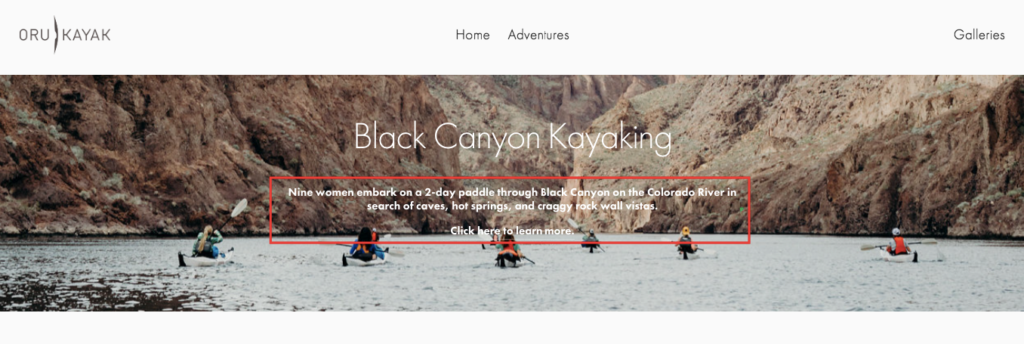 ORU KAYAK
Home Adventures
Galleries
Black Canyon Kayaking
Nine women embark on a 2-day paddle through Black Canyon on the Colorado River in
search of caves, hot springs, and craggy rock wall vistas.
Click here to learn more.